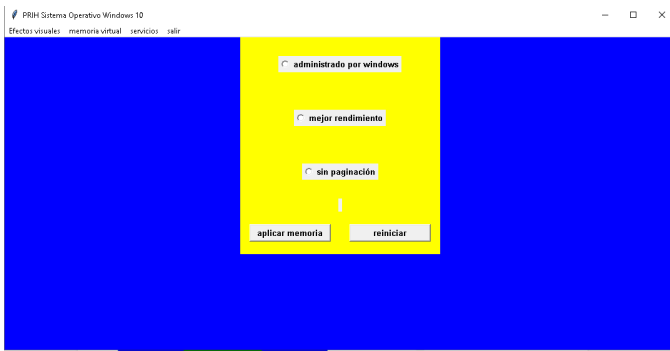 PRIH Sistema Operativo Windows 10
Efectos visuales memoria virtual servicios salir
administrado por windows
mejor rendimiento
sin paginación
aplicar memoria reiniciar